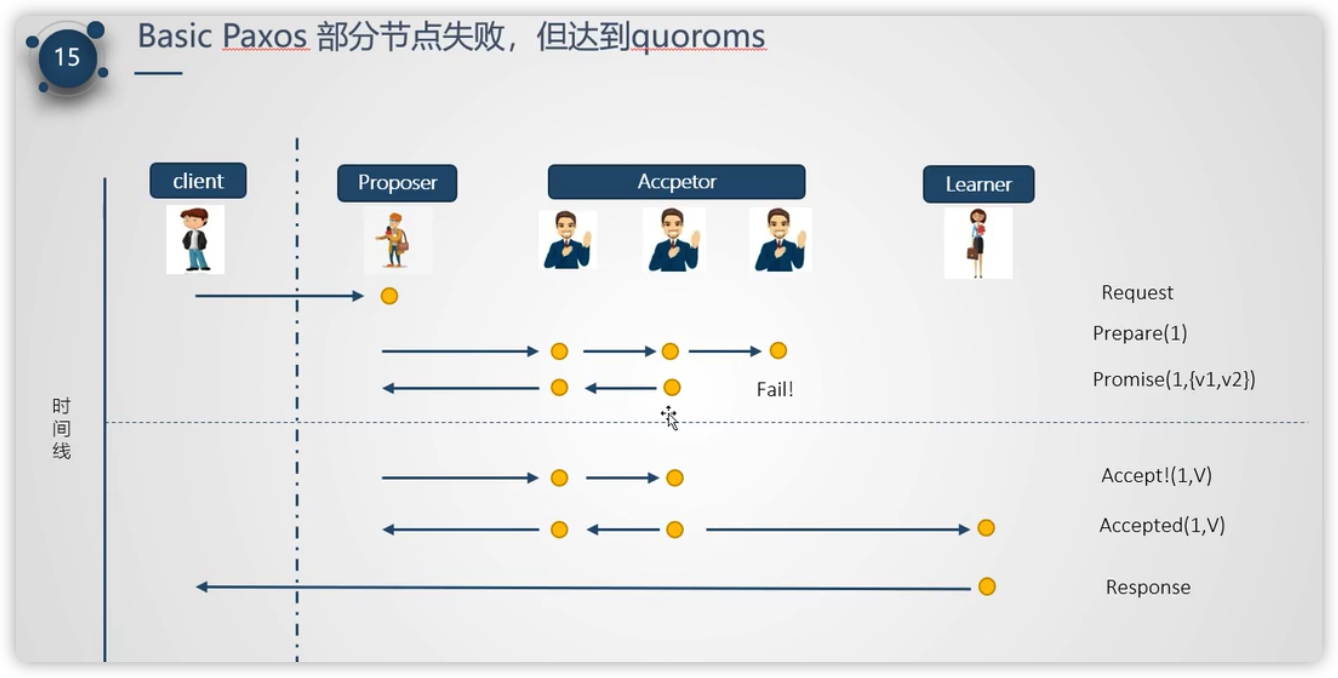 15
Basic Paxos 部分节点失败，但达到quoroms
client
Proposer
Accpetor
Learner
Request
Prepare(1)
Promise(1,{v1,v2})
Fail!
时
间
线
Accept!(1,V)
Accepted(1,V)
Response